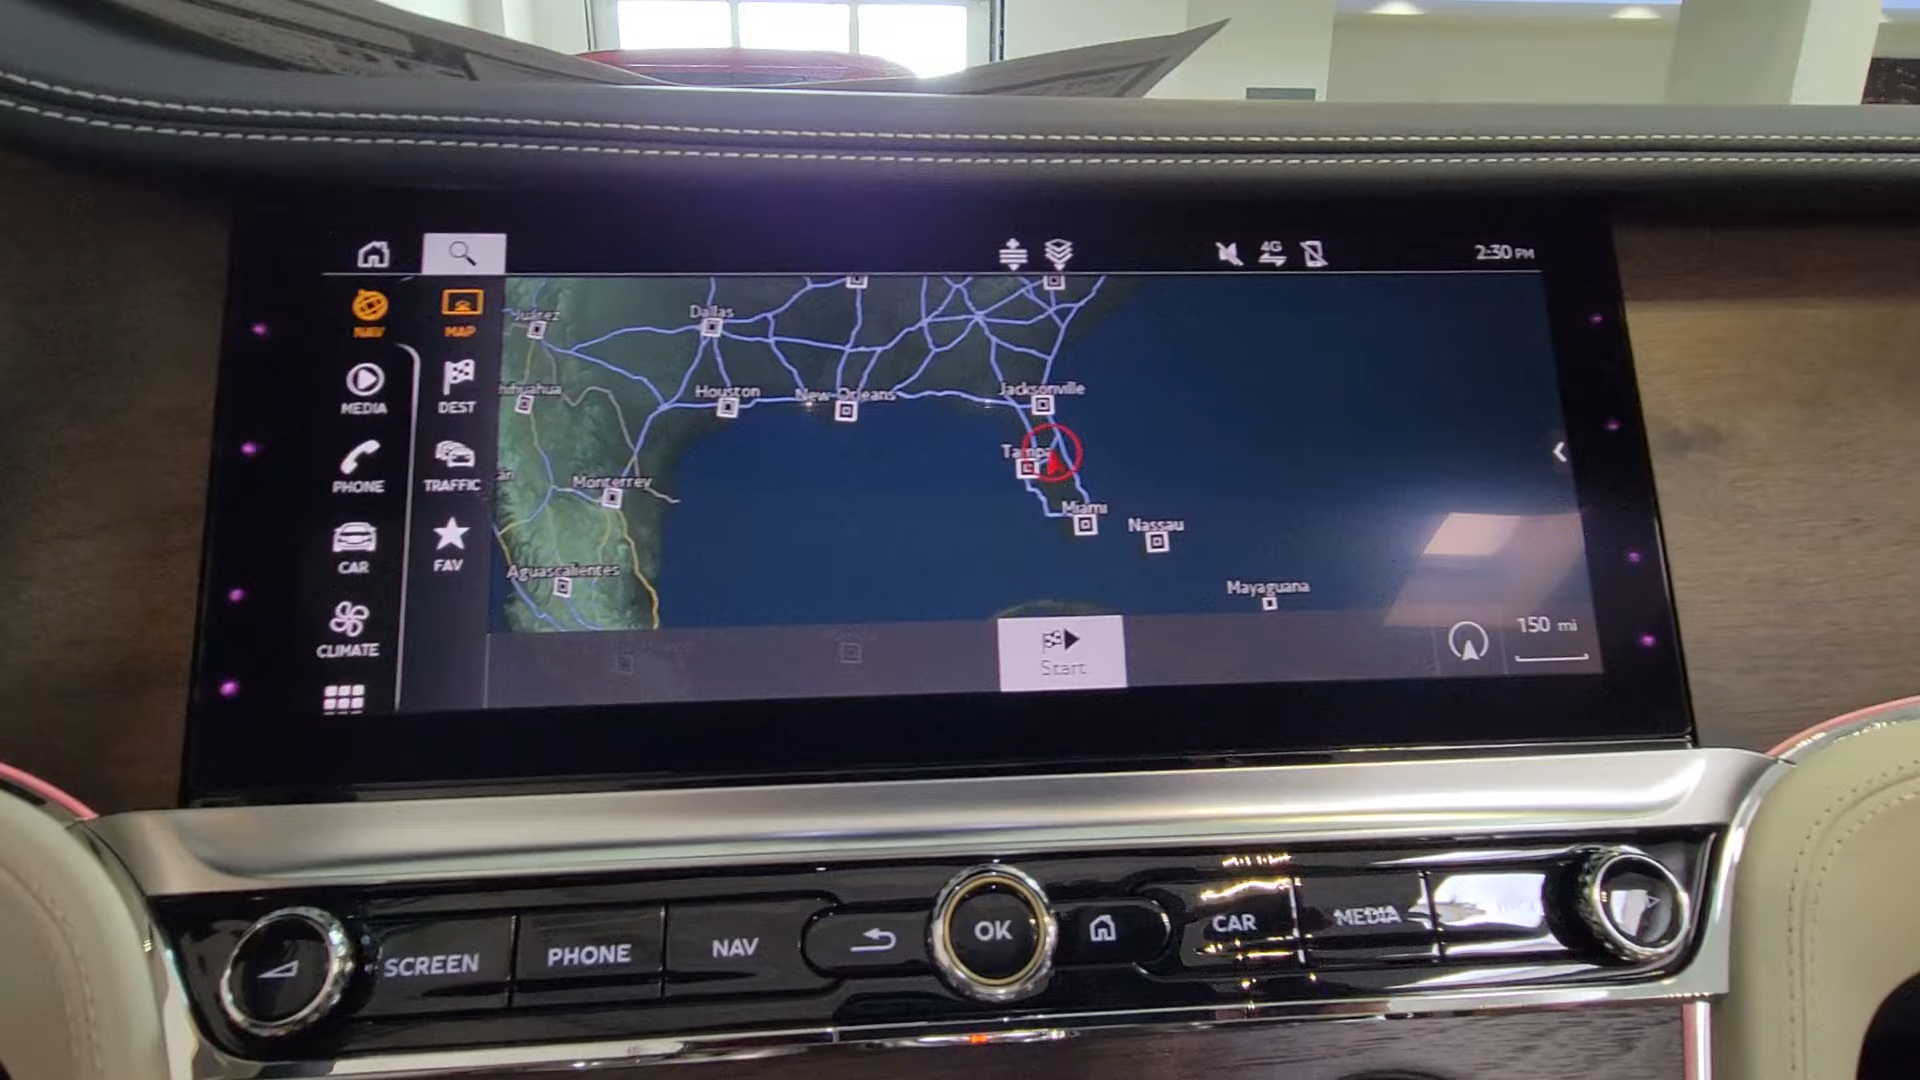 4G
2:30 PM
NAV
MAP
Juárez
Dallas
MEDIA
DEST
Houston
New Orleans
Jacksonville
Tampa
PHONE
TRAFFIC
Monterrey
Miami
Nassau
CAR
FAV
Aguascalientes
Mayaguana
CLIMATE
Start
150 mi
SCREEN
PHONE
NAV
OK
CAR
MEDIA